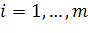 i = 1, ..., m